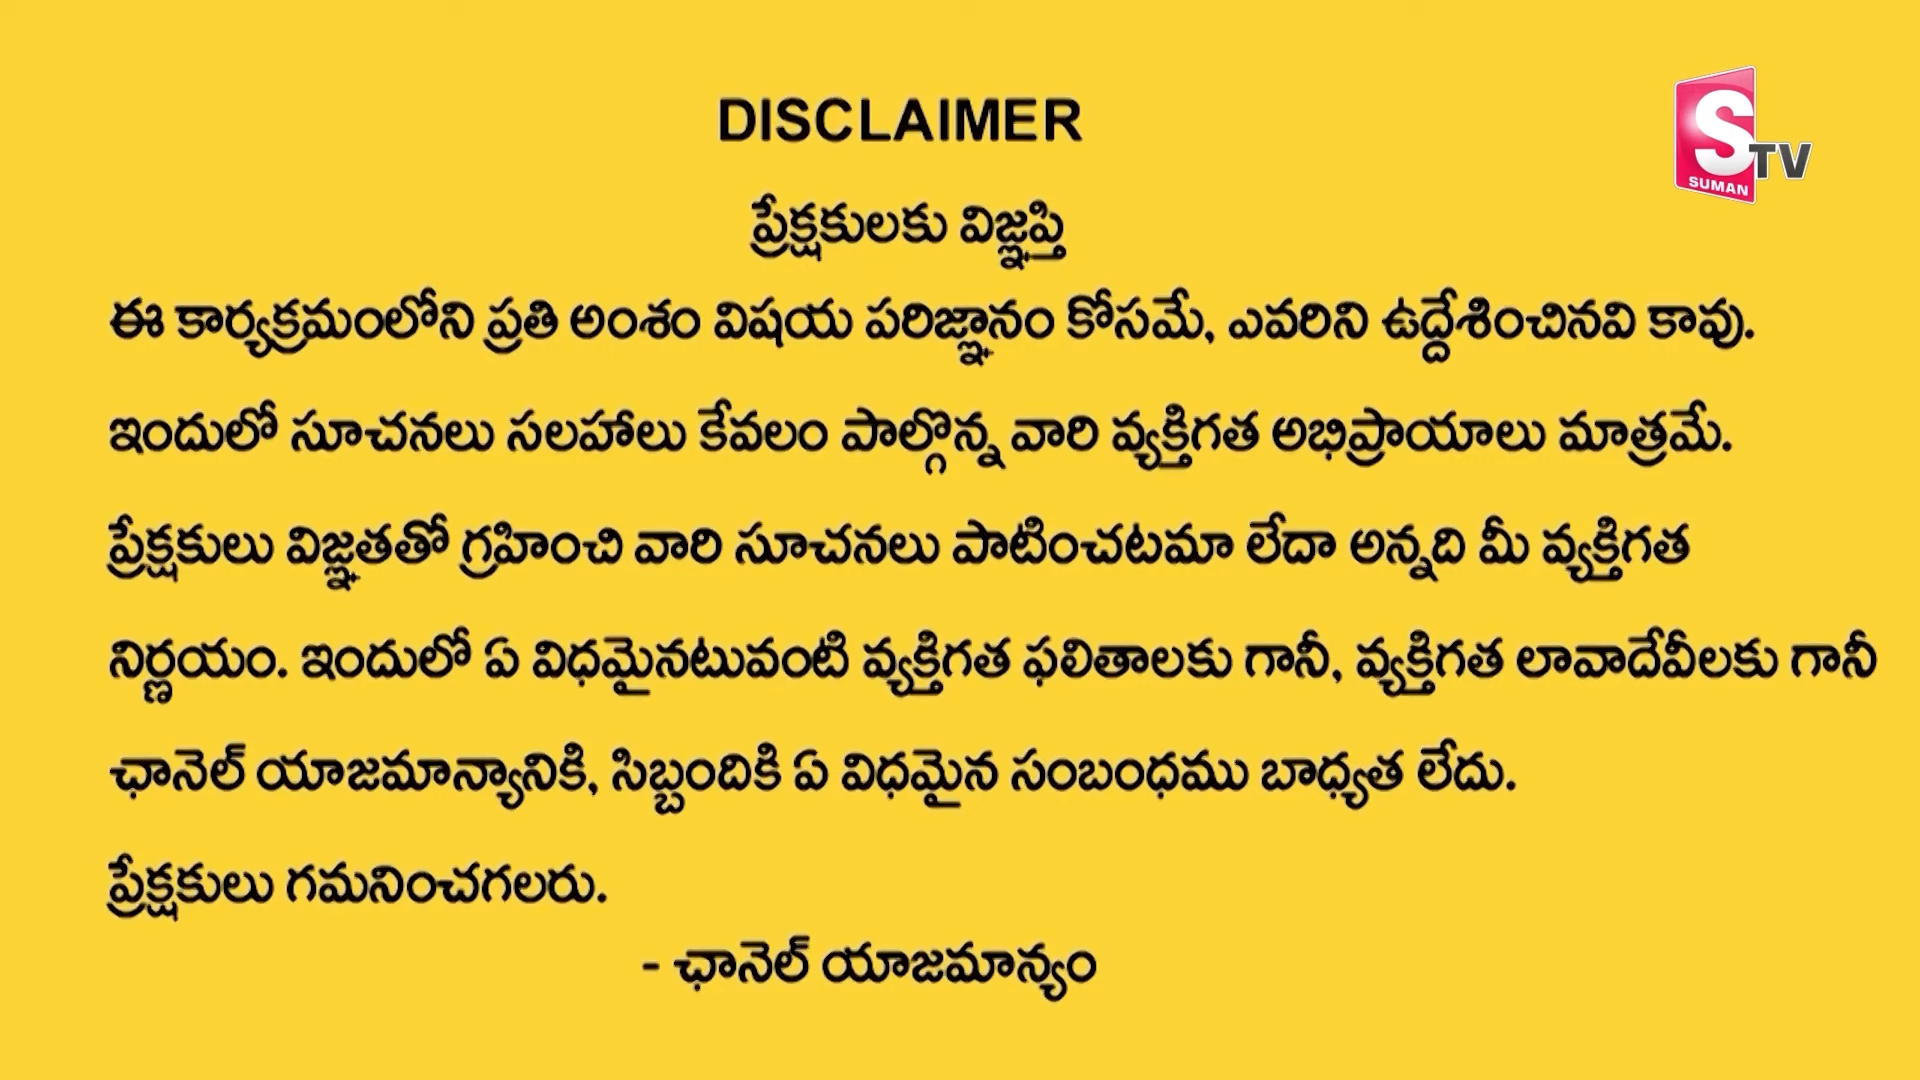 DISCLAIMER
S
TV
SUMAN
ప్రేక్షకులకు విజ్ఞప్తి
ఈ కార్యక్రమంలోని ప్రతి అంశం విషయ పరిజ్ఞానం కోసమే, ఎవరిని ఉద్దేశించినవి కావు.
ఇందులో సూచనలు సలహాలు కేవలం పాల్గొన్న వారి వ్యక్తిగత అభిప్రాయాలు మాత్రమే.
ప్రేక్షకులు విజ్ఞతతో గ్రహించి వారి సూచనలు పాటించటమా లేదా అన్నది మీ వ్యక్తిగత
నిర్ణయం. ఇందులో ఏ విధమైనటువంటి వ్యక్తిగత ఫలితాలకు గానీ, వ్యక్తిగత లావాదేవీలకు గానీ
ఛానెల్ యాజమాన్యానికి, సిబ్బందికి ఏ విధమైన సంబంధము బాధ్యత లేదు.
ప్రేక్షకులు గమనించగలరు.
- ఛానెల్ యాజమాన్యం